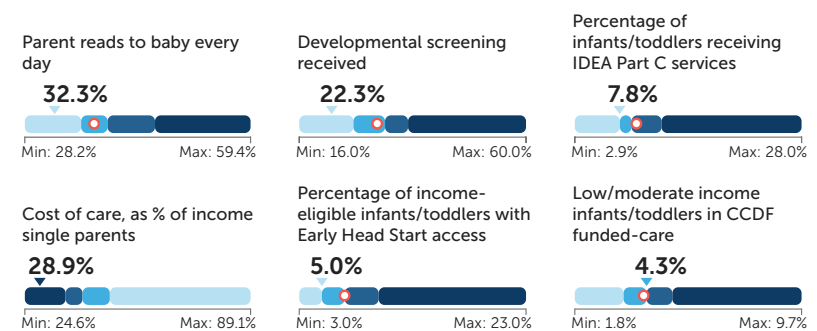 Parent reads to baby every
day
32.3%
Min: 28.2% Max: 59.4%
Developmental screening
received
22.3%
Min: 16.0% Max: 60.0%
Percentage of
infants/toddlers receiving
IDEA Part C services
7.8%
Min: 2.9% Max: 28.0%
Cost of care, as % of income
single parents
28.9%
Min: 24.6% Max: 89.1%
Percentage of income-
eligible infants/toddlers with
Early Head Start access
5.0%
Min: 3.0% Max: 23.0%
Low/moderate income
infants/toddlers in CCDF
funded-care
4.3%
Min: 1.8% Max: 9.7%